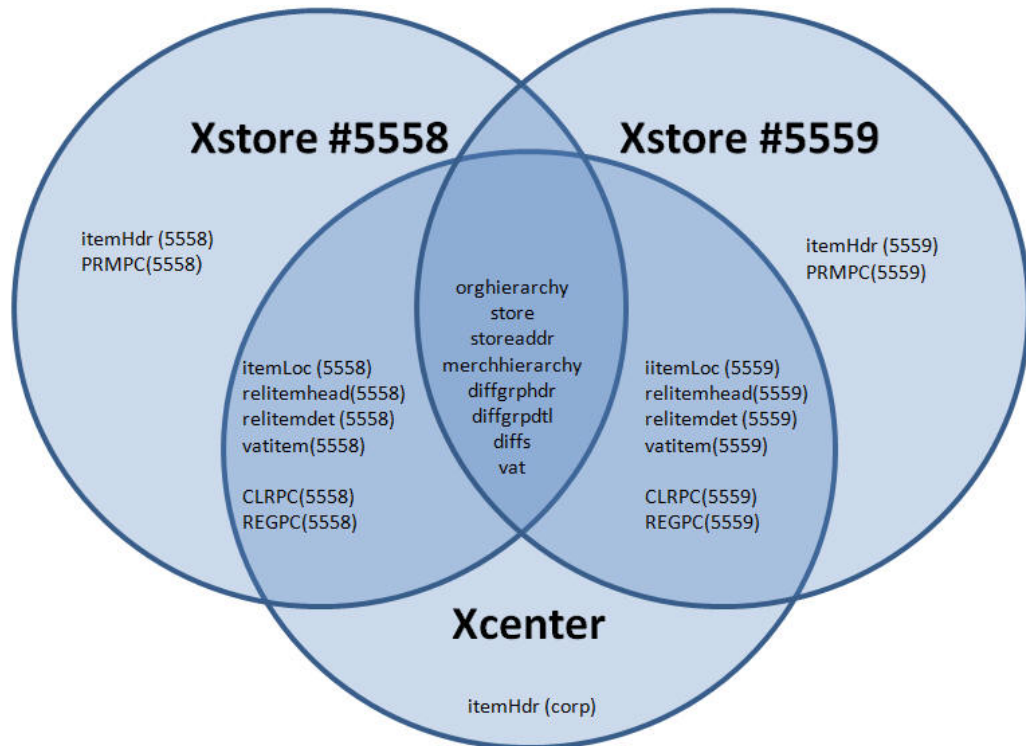 Xstore #5558
Xstore #5559
itemHdr (5558)
PRMPC(5558)
itemHdr (5559)
PRMPC(5559)
orghierarchy
store
storeaddr
merchhierarchy
diffgrphdr
diffgrpdtl
diffs
vat
itemLoc (5558)
relitemhead(5558)
relitemdet (5558)
vatitem(5558)
CLRPC(5558)
REGPC(5558)
iitemLoc (5559)
relitemhead(5559)
relitemdet (5559)
vatitem(5559)
CLRPC(5559)
REGPC(5559)
Xcenter
itemHdr (corp)